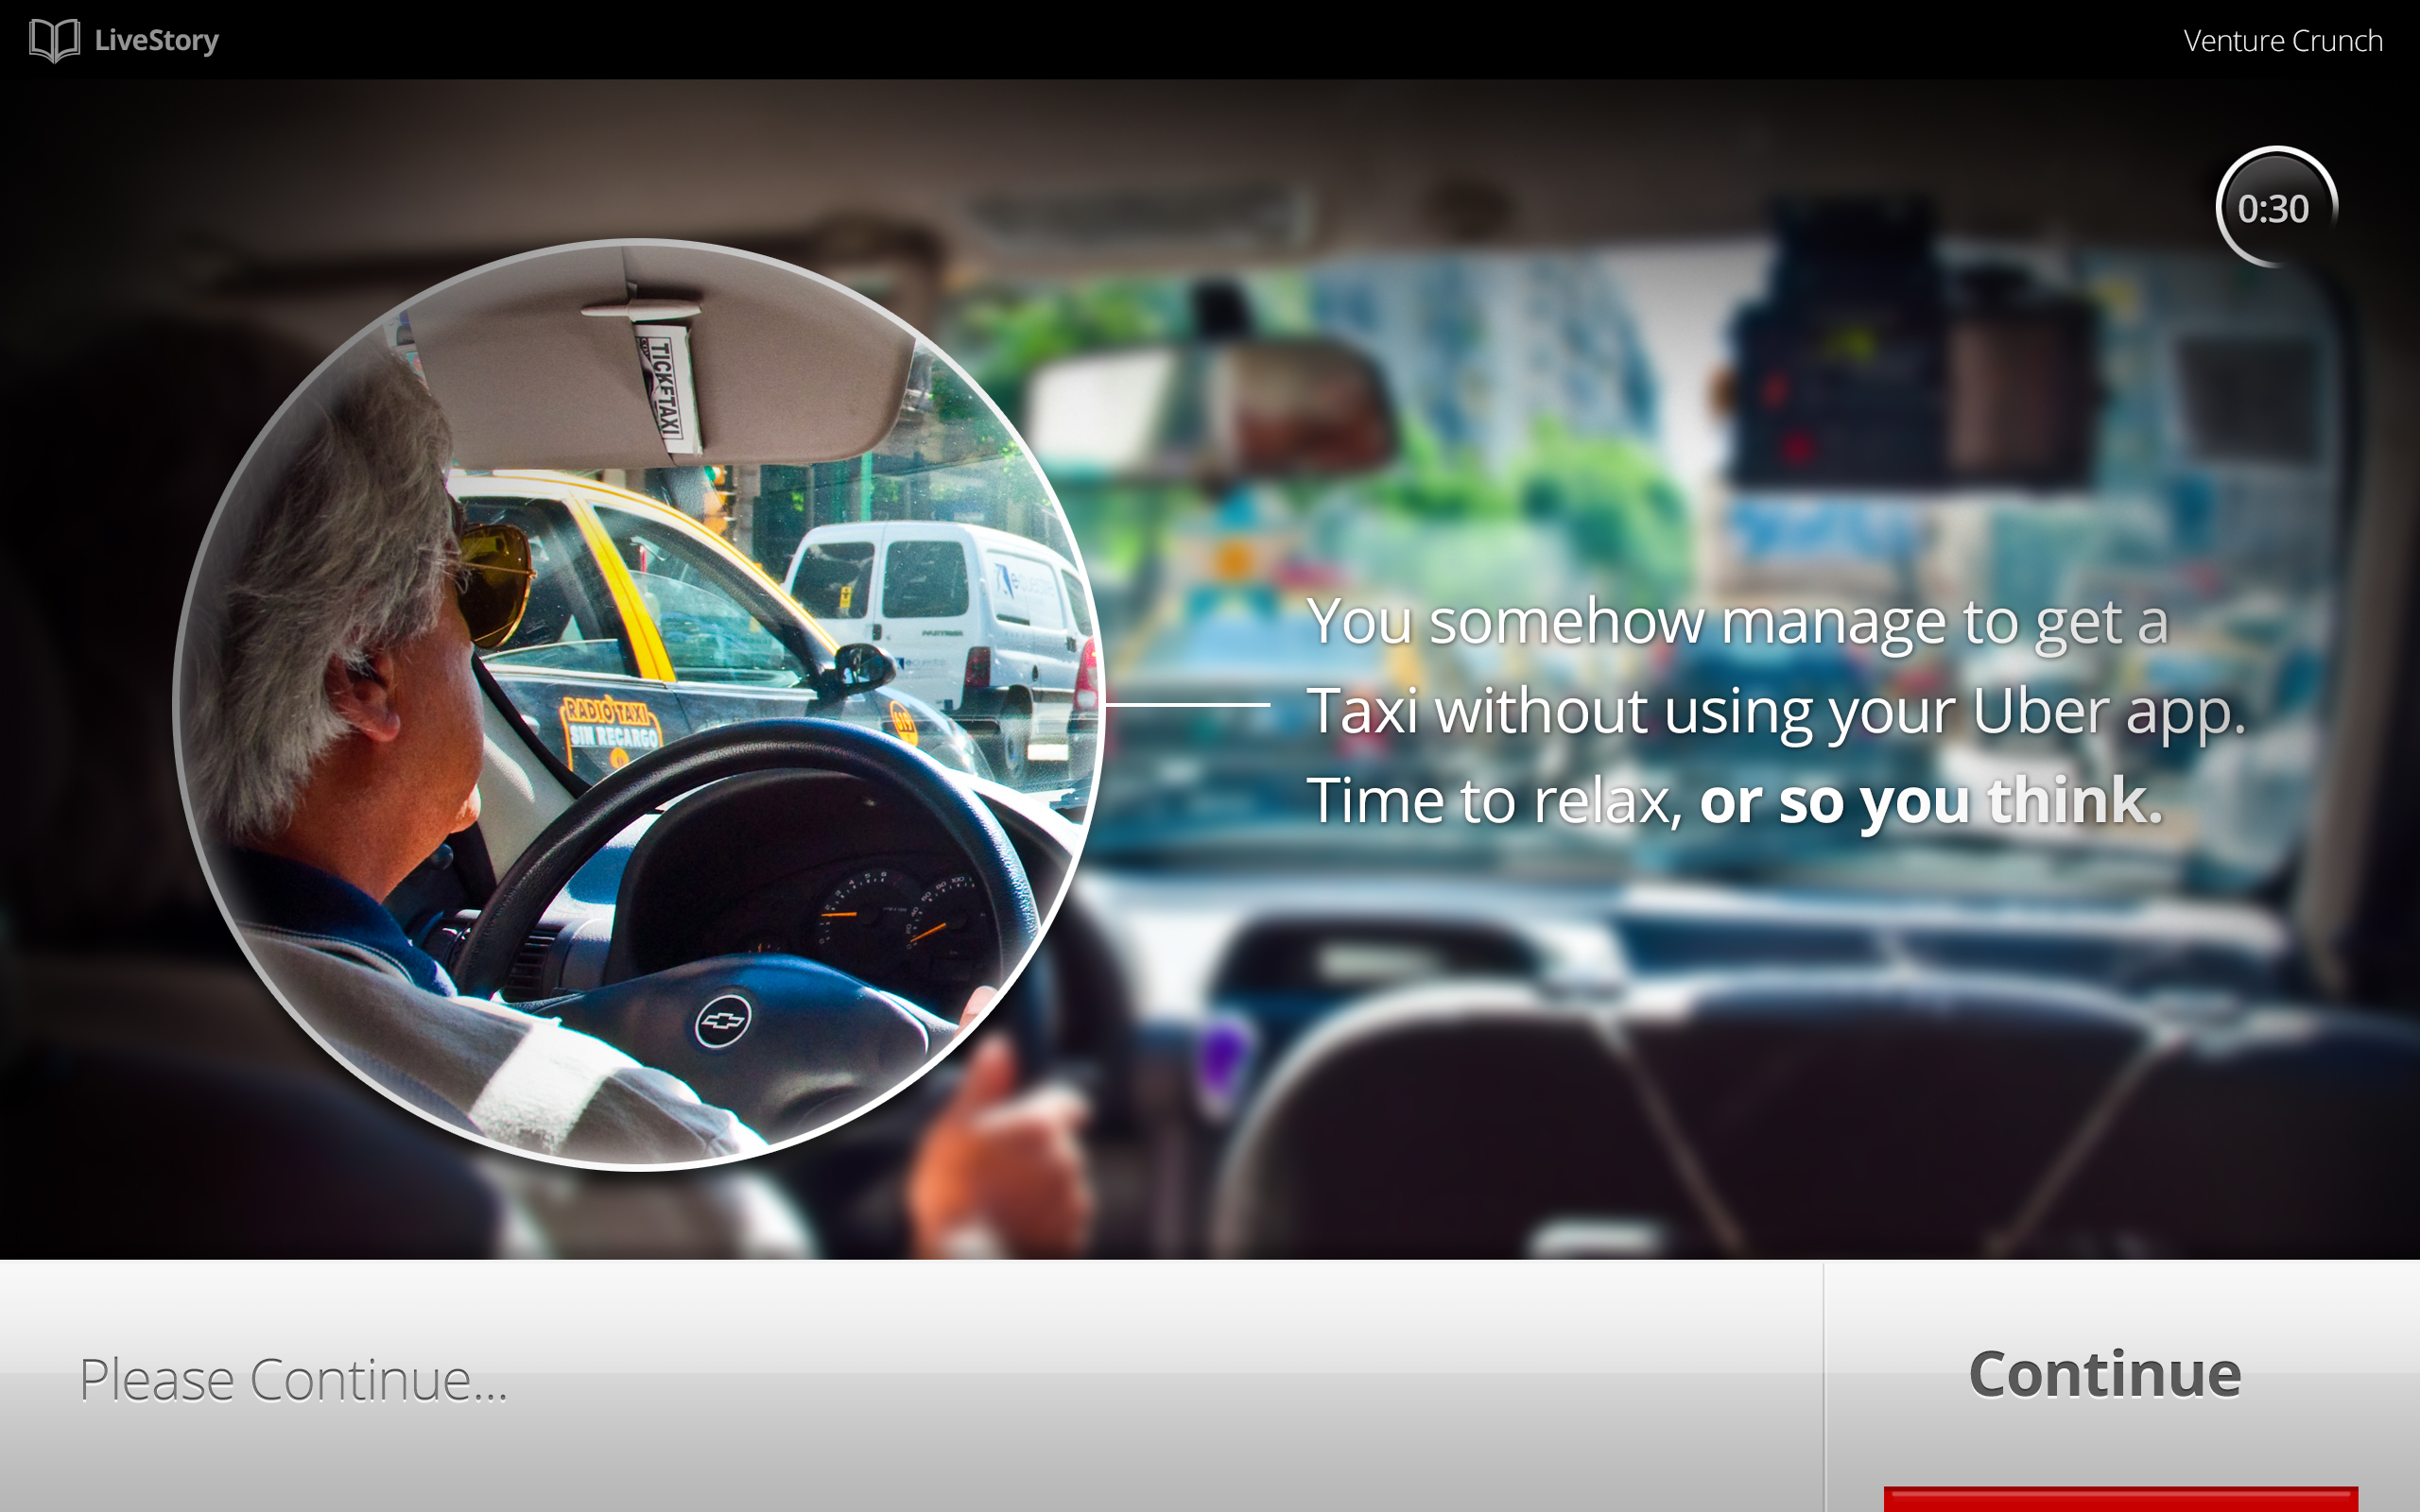 LiveStory
Venture Crunch
0:30
TICKETAXI
You somehow manage to get a
Taxi without using your Uber app.
Time to relax, or so you think.
RADIO TAXI
SIN RECARGO
Please Continue...
Continue